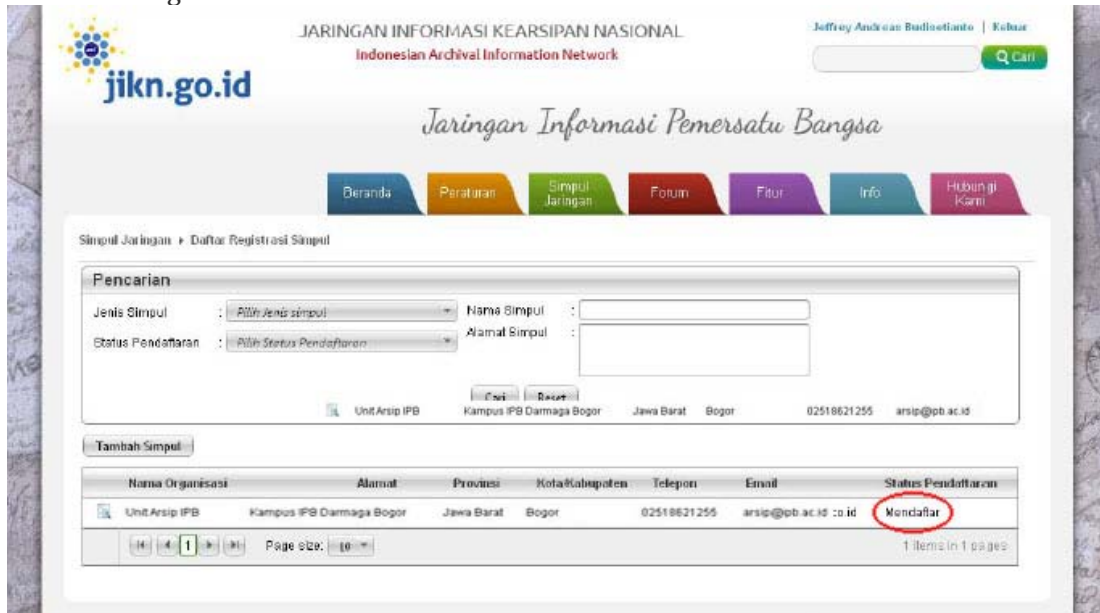 JARINGAN INFORMASI KEARSIPAN NASIONAL
Indonesian Archival Information Network
Jeffrey Andreas Budisetianto | Keluar
Cari
jikn.go.id
Jaringan Informasi Pemersatu Bangsa
Beranda Peraturan Simpul Jaringan Forum Fitur Info Hubungi Kami
Simpul Jaringan Daftar Registrasi Simpul
Pencarian
Jenis Simpul : Pilih Jenis simpul Nama Simpul :
Status Pendaftaran : Pilih Status Pendaftaran Alamat Simpul :
Cari Reset
Unit Arsip IPB Kampus IPB Darmaga Bogor Jawa Barat Bogor 02518621255 arsip@ipb.ac.id
Tambah Simpul
Nama Organisasi Alamat Provinsi Kota/Kabupaten Telepon Email Status Pendaftaran
Unit Arsip IPB Kampus IPB Darmaga Bogor Jawa Barat Bogor 02518621255 arsip@ipb.ac.id Mendaftar
1 Page size: 10 1 items in 1 pages